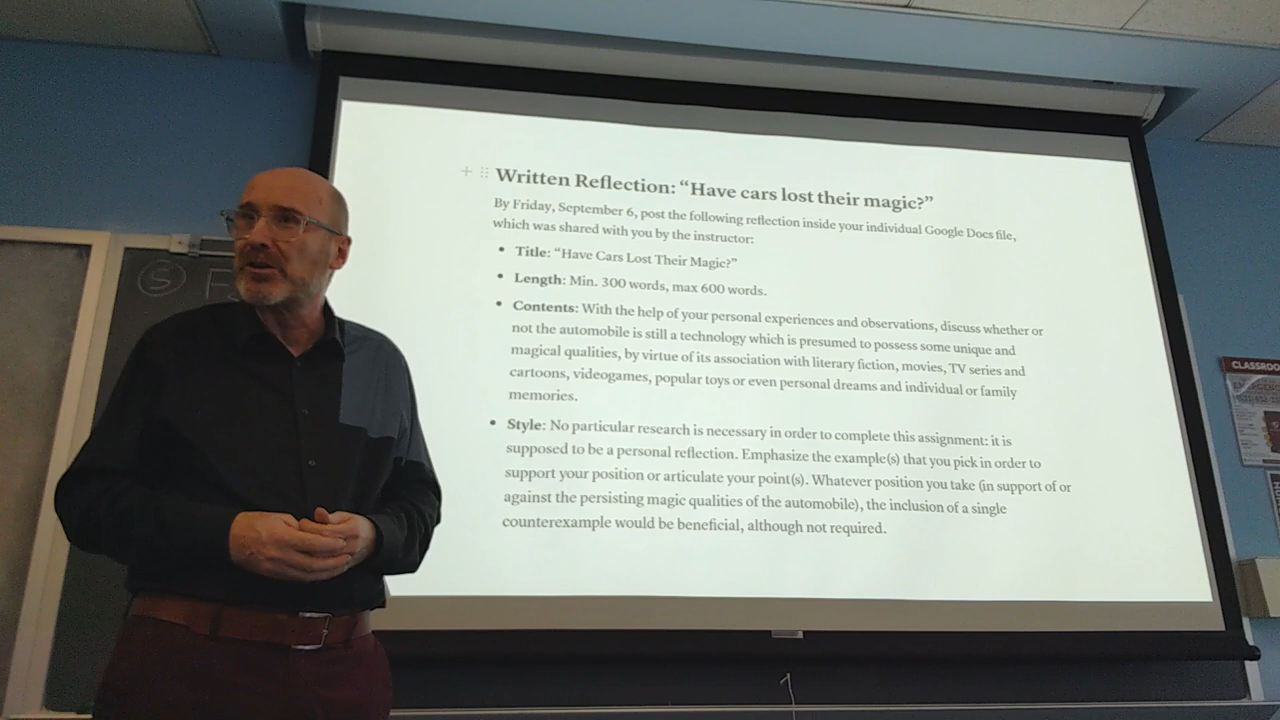 Written Reflection: “Have cars lost their magic?”
By Friday, September 6, post the following reflection inside your individual Google Docs file,
which was shared with you by the instructor:
• Title: “Have Cars Lost Their Magic?”
• Length: Min. 300 words, max 600 words.
• Contents: With the help of your personal experiences and observations, discuss whether or
not the automobile is still a technology which is presumed to possess some unique and
magical qualities, by virtue of its association with literary fiction, movies, TV series and
cartoons, videogames, popular toys or even personal dreams and individual or family
memories.
• Style: No particular research is necessary in order to complete this assignment: it is
supposed to be a personal reflection. Emphasize the example(s) that you pick in order to
support your position or articulate your point(s). Whatever position you take (in support of or
against the persisting magic qualities of the automobile), the inclusion of a single
counterexample would be beneficial, although not required.
S
CLASSROO